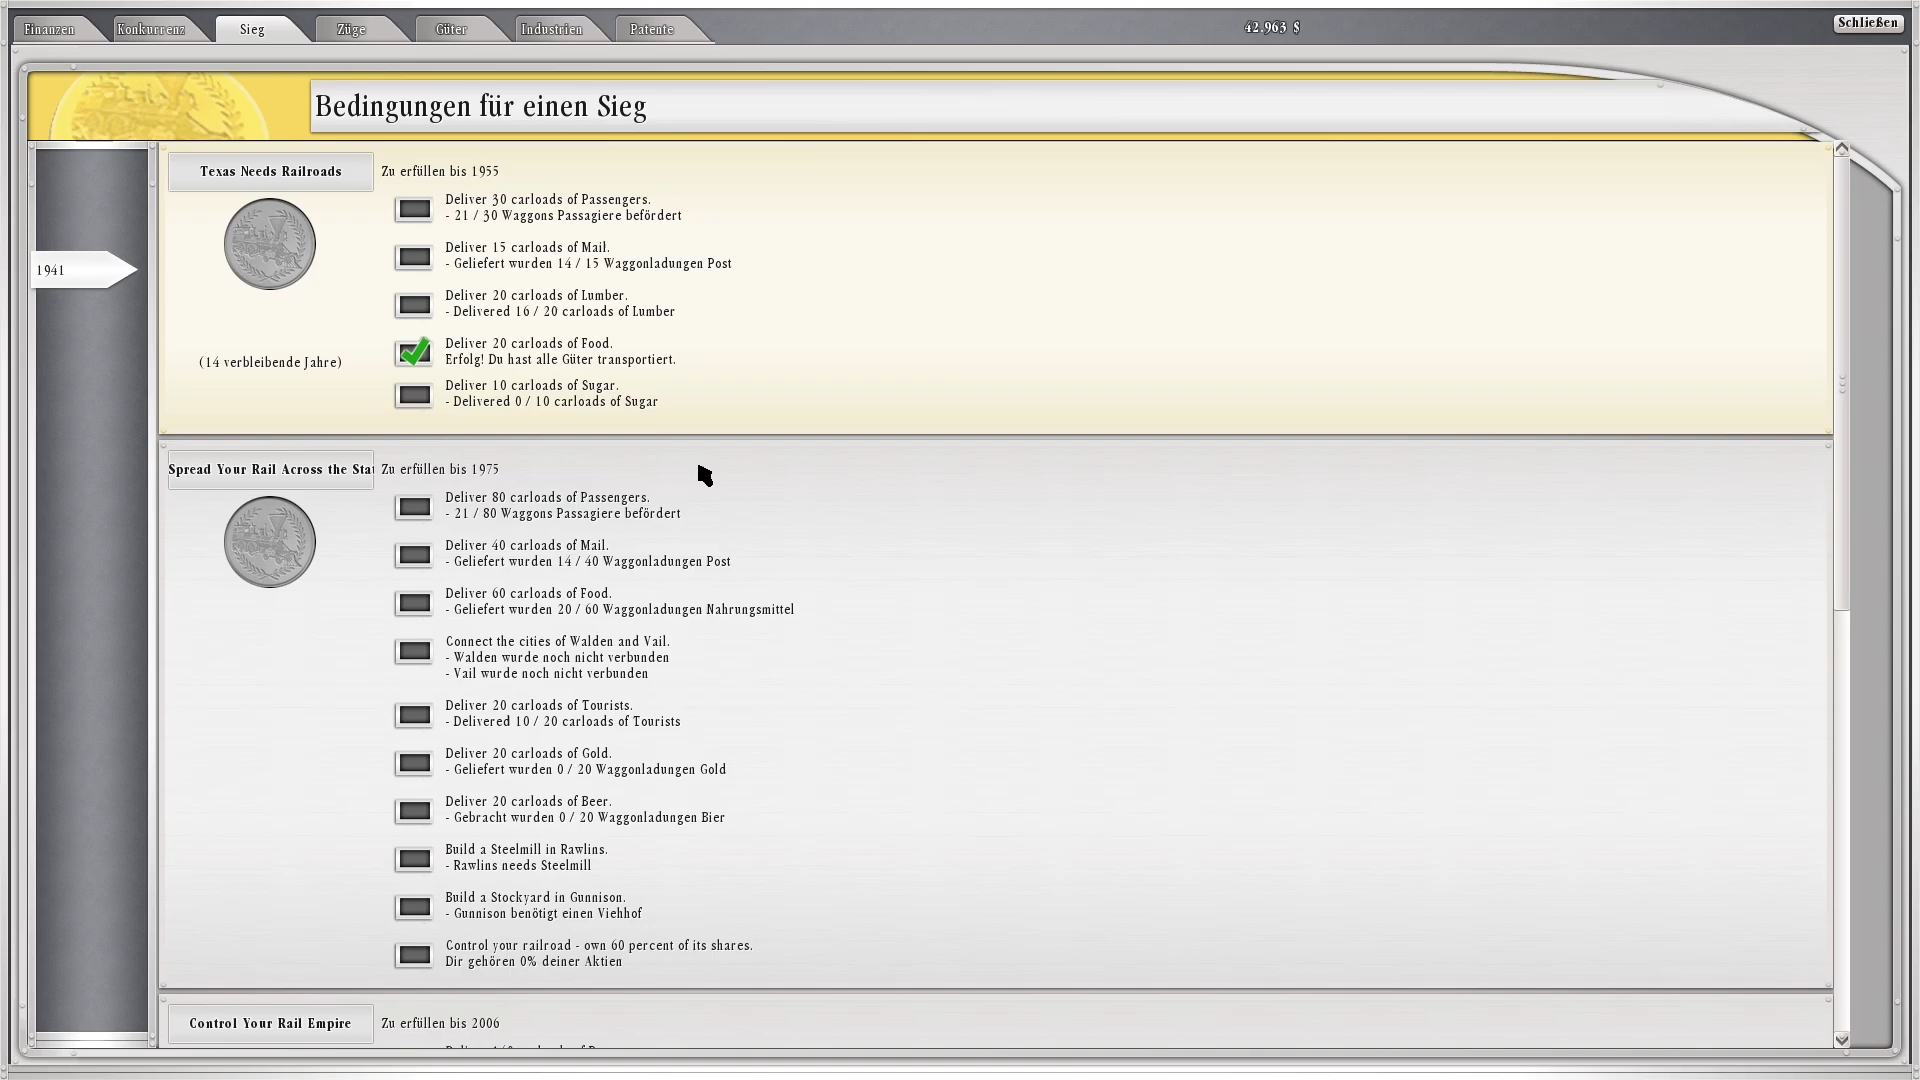 Finanzen
Konkurrenz
Sieg
Züge
Güter
Industrien
Patente
42.963 $
Schließen
Bedingungen für einen Sieg
1941
Texas Needs Railroads
Zu erfüllen bis 1955
(14 verbleibende Jahre)
Deliver 30 carloads of Passengers.
- 21 / 30 Waggons Passagiere befördert
Deliver 15 carloads of Mail.
- Geliefert wurden 14 / 15 Waggonladungen Post
Deliver 20 carloads of Lumber.
- Delivered 16 / 20 carloads of Lumber
Deliver 20 carloads of Food.
Erfolg! Du hast alle Güter transportiert.
Deliver 10 carloads of Sugar.
- Delivered 0 / 10 carloads of Sugar
Spread Your Rail Across the Sta
Zu erfüllen bis 1975
Deliver 80 carloads of Passengers.
- 21 / 80 Waggons Passagiere befördert
Deliver 40 carloads of Mail.
- Geliefert wurden 14 / 40 Waggonladungen Post
Deliver 60 carloads of Food.
- Geliefert wurden 20 / 60 Waggonladungen Nahrungsmittel
Connect the cities of Walden and Vail.
- Walden wurde noch nicht verbunden
- Vail wurde noch nicht verbunden
Deliver 20 carloads of Tourists.
- Delivered 10 / 20 carloads of Tourists
Deliver 20 carloads of Gold.
- Geliefert wurden 0 / 20 Waggonladungen Gold
Deliver 20 carloads of Beer.
- Gebracht wurden 0 / 20 Waggonladungen Bier
Build a Steelmill in Rawlins.
- Rawlins needs Steelmill
Build a Stockyard in Gunnison.
- Gunnison benötigt einen Viehhof
Control your railroad - own 60 percent of its shares.
Dir gehören 0% deiner Aktien
Control Your Rail Empire
Zu erfüllen bis 2006